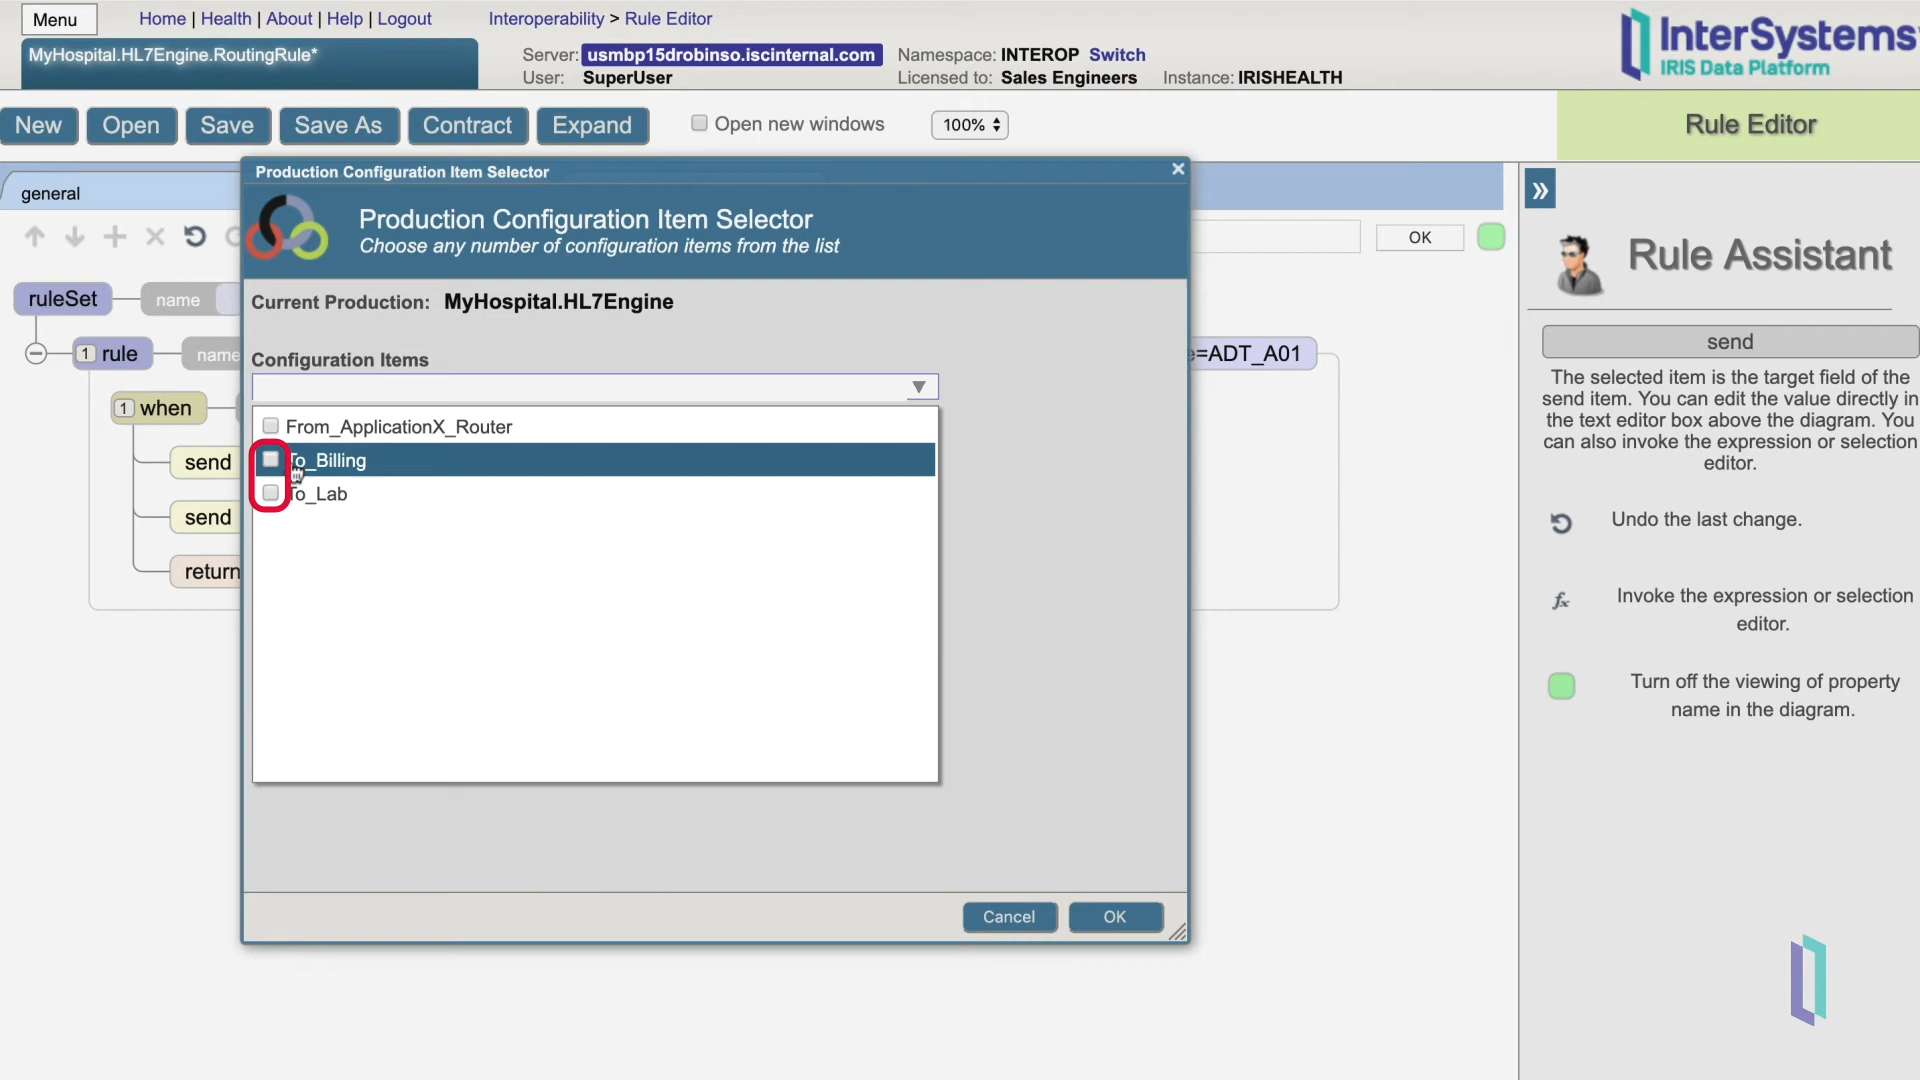 Menu
Home | Health | About | Help | Logout
Interoperability > Rule Editor
MyHospital.HL7Engine.RoutingRule*
Server: usmbp15drobinso.iscinternal.com
Namespace: INTEROP Switch
User: SuperUser
Licensed to: Sales Engineers
Instance: IRISHEALTH
InterSystems
IRIS Data Platform
New
Open
Save
Save As
Contract
Expand
Open new windows
100%
Rule Editor
general
OK
Production Configuration Item Selector
Production Configuration Item Selector
Choose any number of configuration items from the list
Current Production: MyHospital.HL7Engine
Configuration Items
From_ApplicationX_Router
To_Billing
To_Lab
Cancel
OK
ruleSet
name
1 rule
name
=ADT_A01
1 when
send
send
return
»
Rule Assistant
send
The selected item is the target field of the
send item. You can edit the value directly in
the text editor box above the diagram. You
can also invoke the expression or selection
editor.
Undo the last change.
fx
Invoke the expression or selection
editor.
Turn off the viewing of property
name in the diagram.